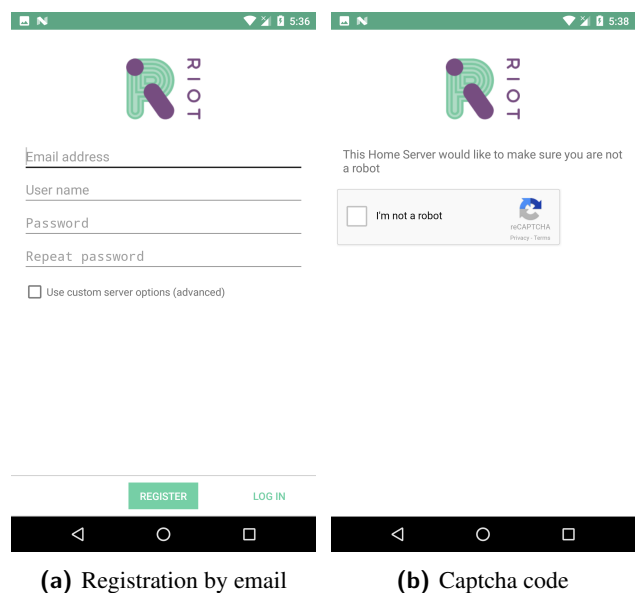 5:36
RIOT
Email address
User name
Password
Repeat password
Use custom server options (advanced)
REGISTER
LOG IN
(a) Registration by email
5:38
RIOT
This Home Server would like to make sure you are not
a robot
I'm not a robot
reCAPTCHA
Privacy - Terms
(b) Captcha code